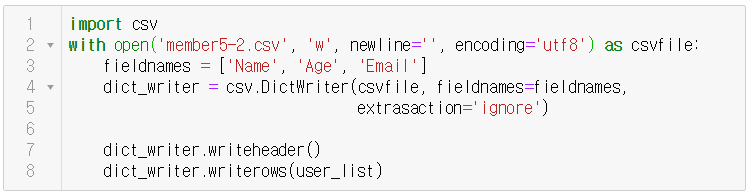 1 import csv
2 with open('member5-2.csv', 'w', newline='', encoding='utf8') as csvfile:
3     fieldnames = ['Name', 'Age', 'Email']
4     dict_writer = csv.DictWriter(csvfile, fieldnames=fieldnames,
5                                  extrasaction='ignore')
6
7     dict_writer.writeheader()
8     dict_writer.writerows(user_list)